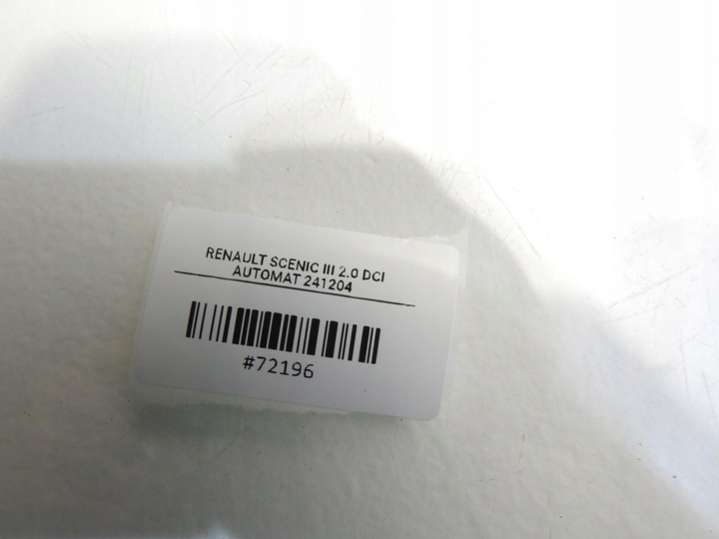 RENAULT SCENIC III 2.0 DCI
AUTOMAT 241204
#72196